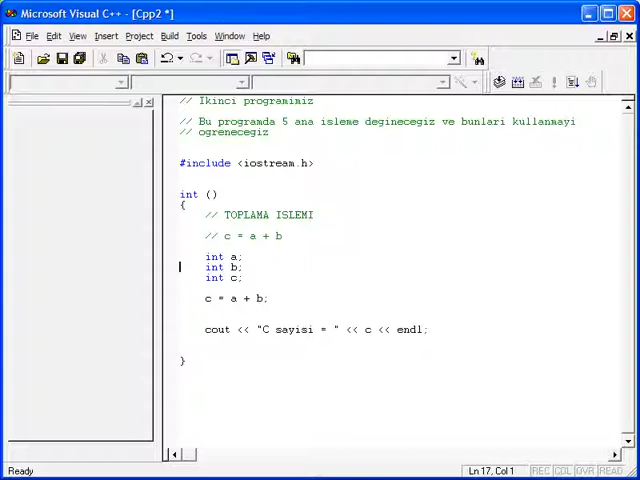 Microsoft Visual C++ - [Cpp2 *]
File Edit View Insert Project Build Tools Window Help
// Ikinci programimiz
// Bu programda 5 ana isleme deginecegiz ve bunlari kullanmayi
// ogrenecegiz
#include <iostream.h>
int ()
{
// TOPLAMA ISLEMI
// c = a + b
int a;
int b;
int c;
c = a + b;
cout << "C sayisi = " << c << endl;
}
Ready
Ln 17, Col 1
REC COL OVR READ